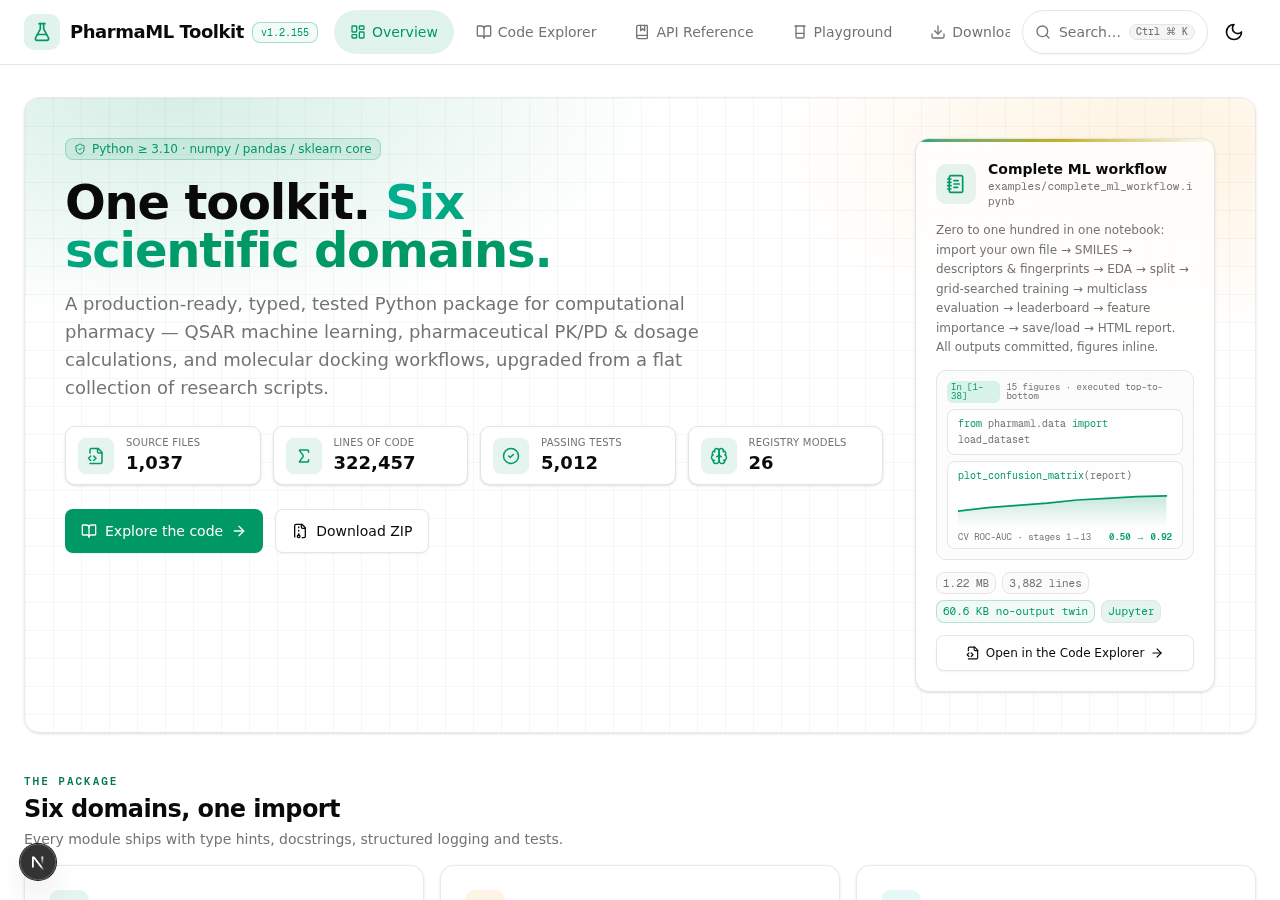 PharmaML Toolkit v1.2.155 Overview Code Explorer API Reference Playground Downloa Search... Ctrl ⌘ K
Python ≥ 3.10 · numpy / pandas / sklearn core
One toolkit. Six
scientific domains.
A production-ready, typed, tested Python package for computational
pharmacy — QSAR machine learning, pharmaceutical PK/PD & dosage
calculations, and molecular docking workflows, upgraded from a flat
collection of research scripts.
SOURCE FILES
1,037
LINES OF CODE
322,457
PASSING TESTS
5,012
REGISTRY MODELS
26
Explore the code →
Download ZIP
Complete ML workflow
examples/complete_ml_workflow.i
pynb
Zero to one hundred in one notebook:
import your own file → SMILES →
descriptors & fingerprints → EDA → split →
grid-searched training → multiclass
evaluation → leaderboard → feature
importance → save/load → HTML report.
All outputs committed, figures inline.
In [1-
38]
15 figures · executed top-to-
bottom
from pharmaml.data import
load_dataset
plot_confusion_matrix(report)
CV ROC-AUC · stages 1→13 0.50 → 0.92
1.22 MB 3,882 lines
60.6 KB no-output twin Jupyter
Open in the Code Explorer →
THE PACKAGE
Six domains, one import
Every module ships with type hints, docstrings, structured logging and tests.
N